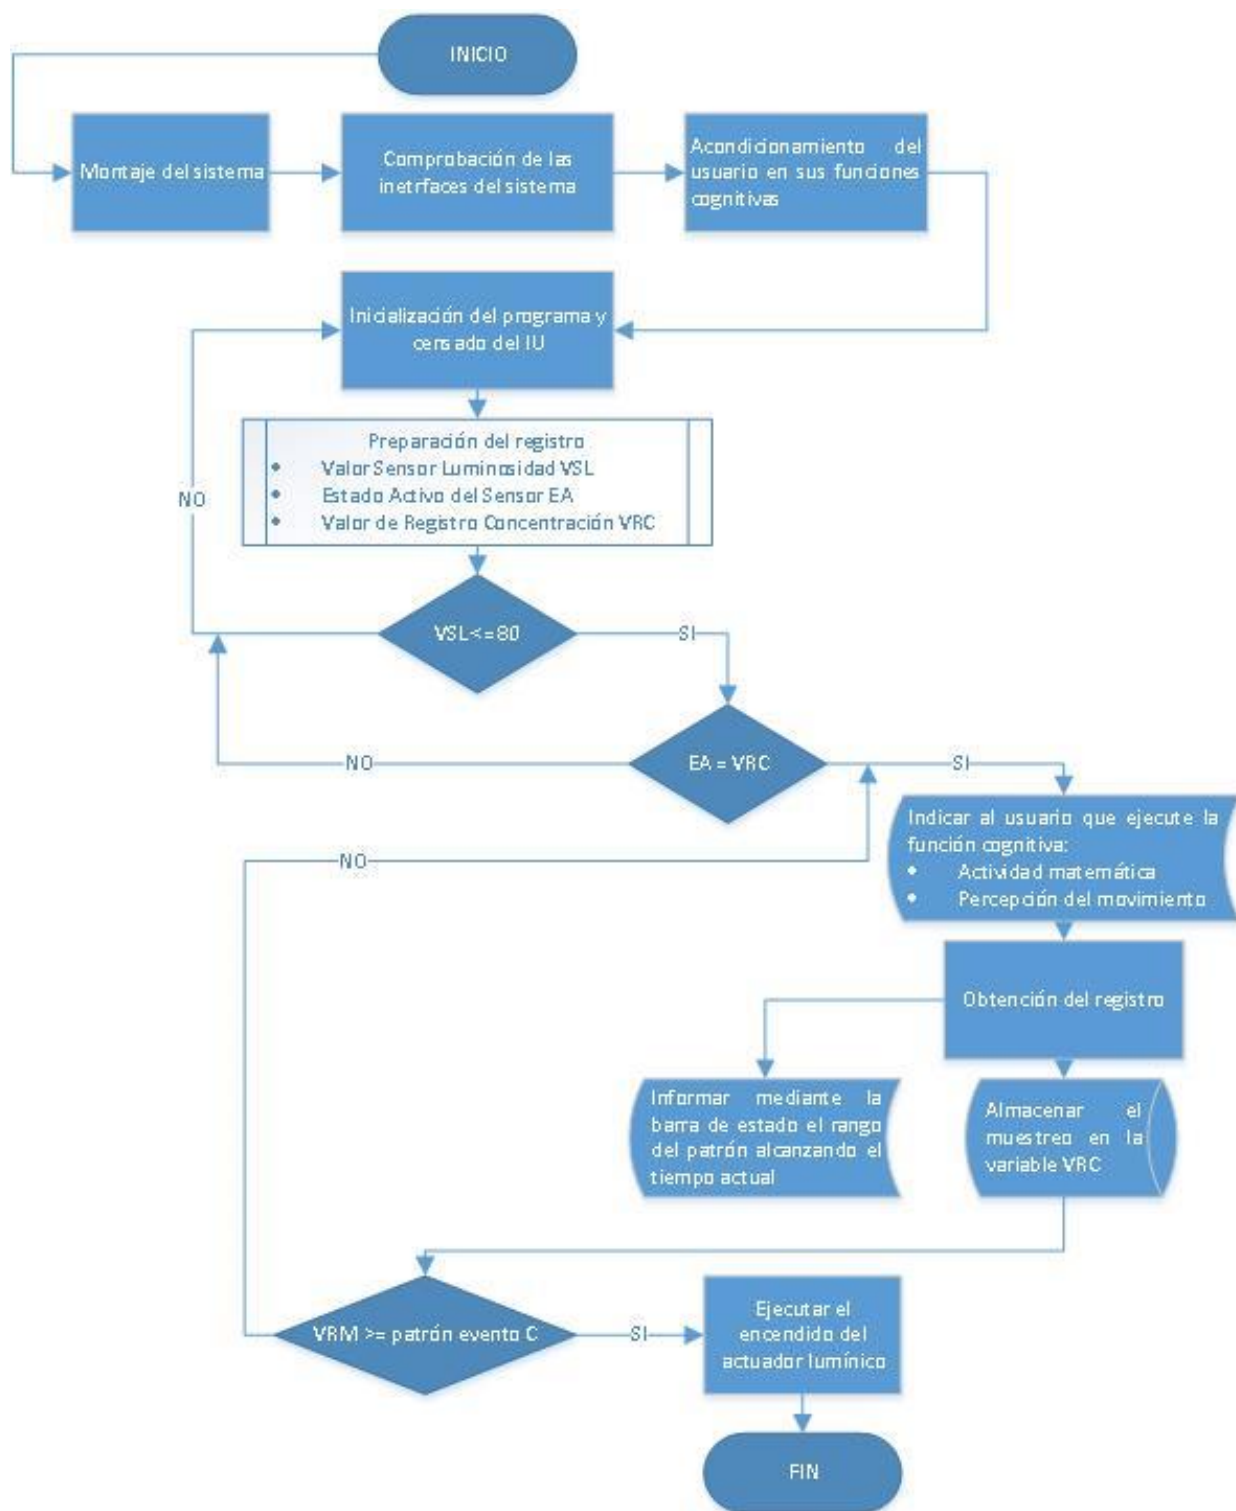 INICIO
Montaje del sistema
Comprobación de las
inetrfaces del sistema
Acondicionamiento del
usuario en sus funciones
cognitivas
Inicialización del programa y
censado del IU
Preparación del registro
• Valor Sensor Luminosidad VSL
• Estado Activo del Sensor EA
• Valor de Registro Concentración VRC
NO
VSL<=80
SI
NO
EA = VRC
SI
Indicar al usuario que ejecute la
función cognitiva:
• Actividad matemática
• Percepción del movimiento
NO
Obtención del registro
Informar mediante la
barra de estado el rango
del patrón alcanzando el
tiempo actual
Almacenar el
muestreo en la
variable VRC
VRM >= patrón evento C
SI
Ejecutar el
encendido del
actuador lumínico
FIN